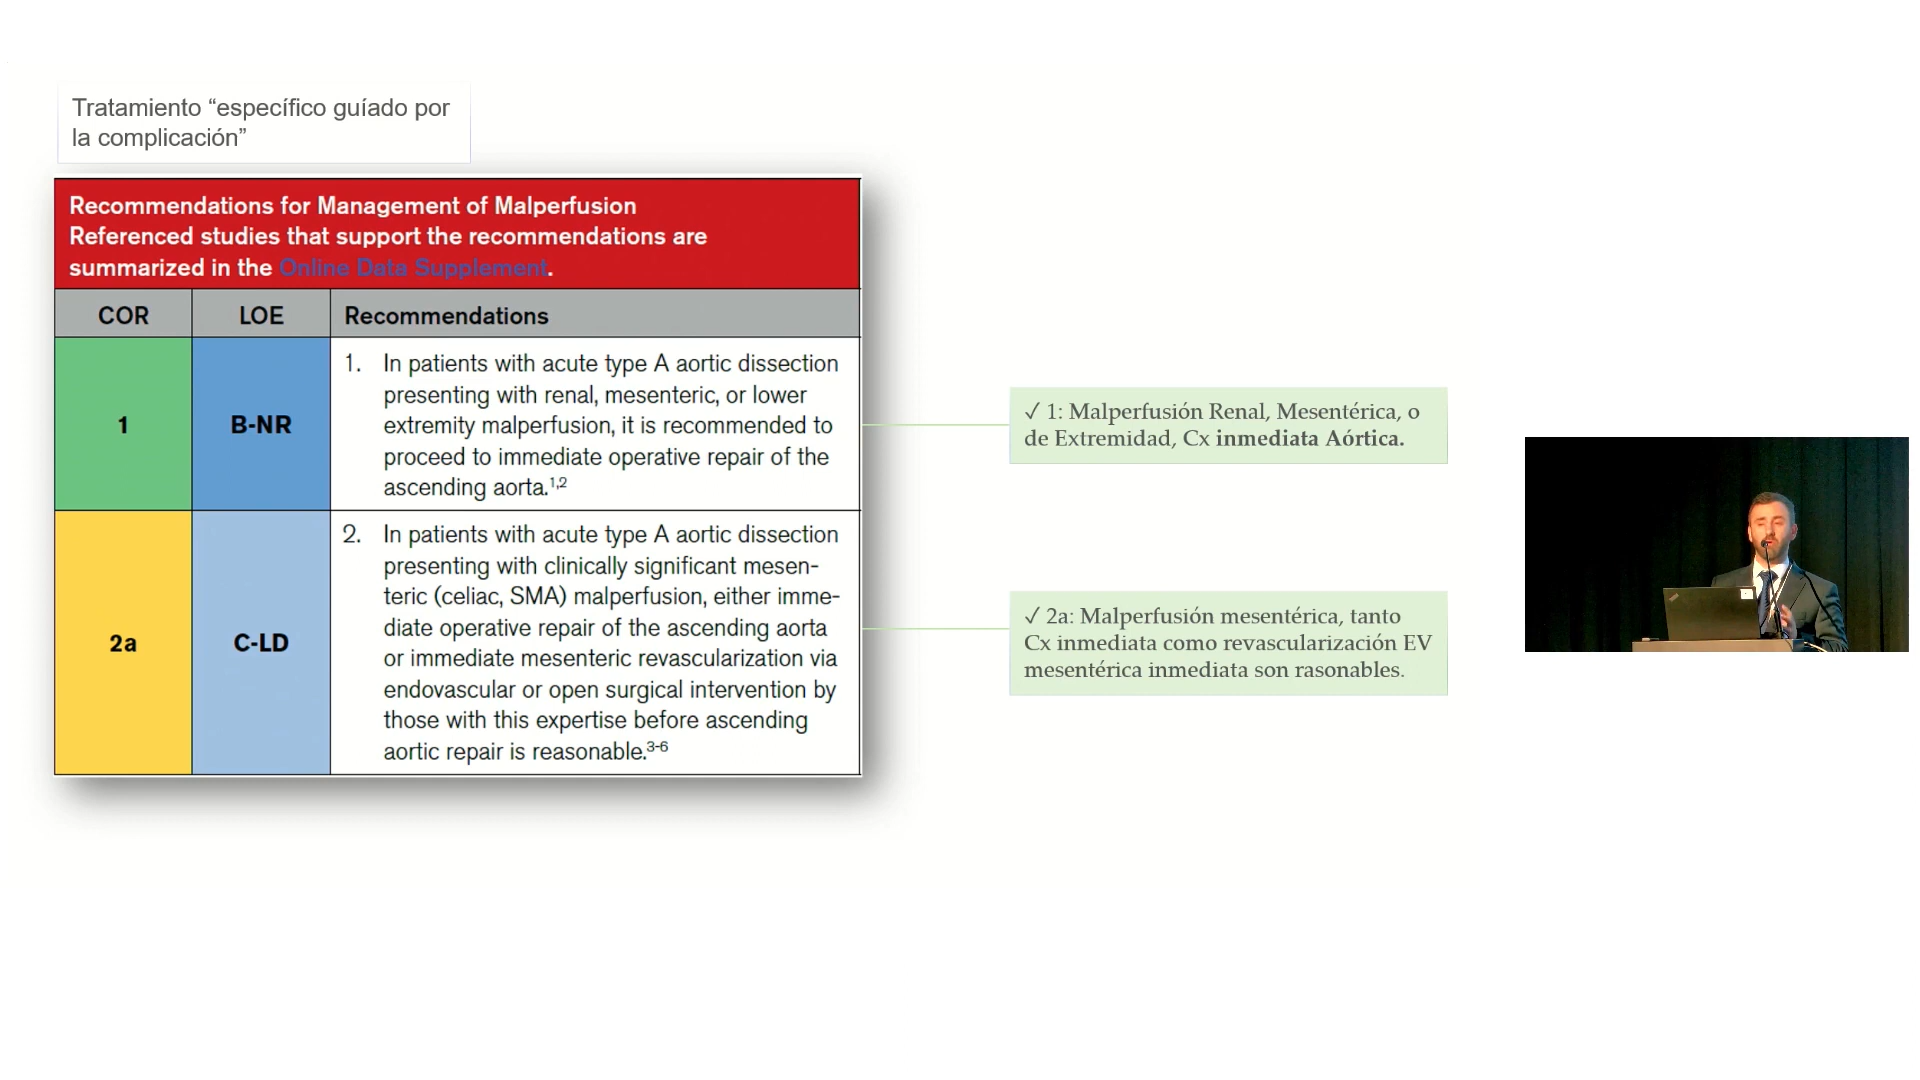 Tratamiento “específico guíado por
la complicación”
Recommendations for Management of Malperfusion
Referenced studies that support the recommendations are
summarized in the Online Data Supplement.
COR LOE Recommendations
1 B-NR
1. In patients with acute type A aortic dissection
presenting with renal, mesenteric, or lower
extremity malperfusion, it is recommended to
proceed to immediate operative repair of the
ascending aorta.1,2
2a C-LD
2. In patients with acute type A aortic dissection
presenting with clinically significant mesen-
teric (celiac, SMA) malperfusion, either imme-
diate operative repair of the ascending aorta
or immediate mesenteric revascularization via
endovascular or open surgical intervention by
those with this expertise before ascending
aortic repair is reasonable.3-6
✓ 1: Malperfusión Renal, Mesentérica, o
de Extremidad, Cx inmediata Aórtica.
✓ 2a: Malperfusión mesentérica, tanto
Cx inmediata como revascularización EV
mesentérica inmediata son rasonables.